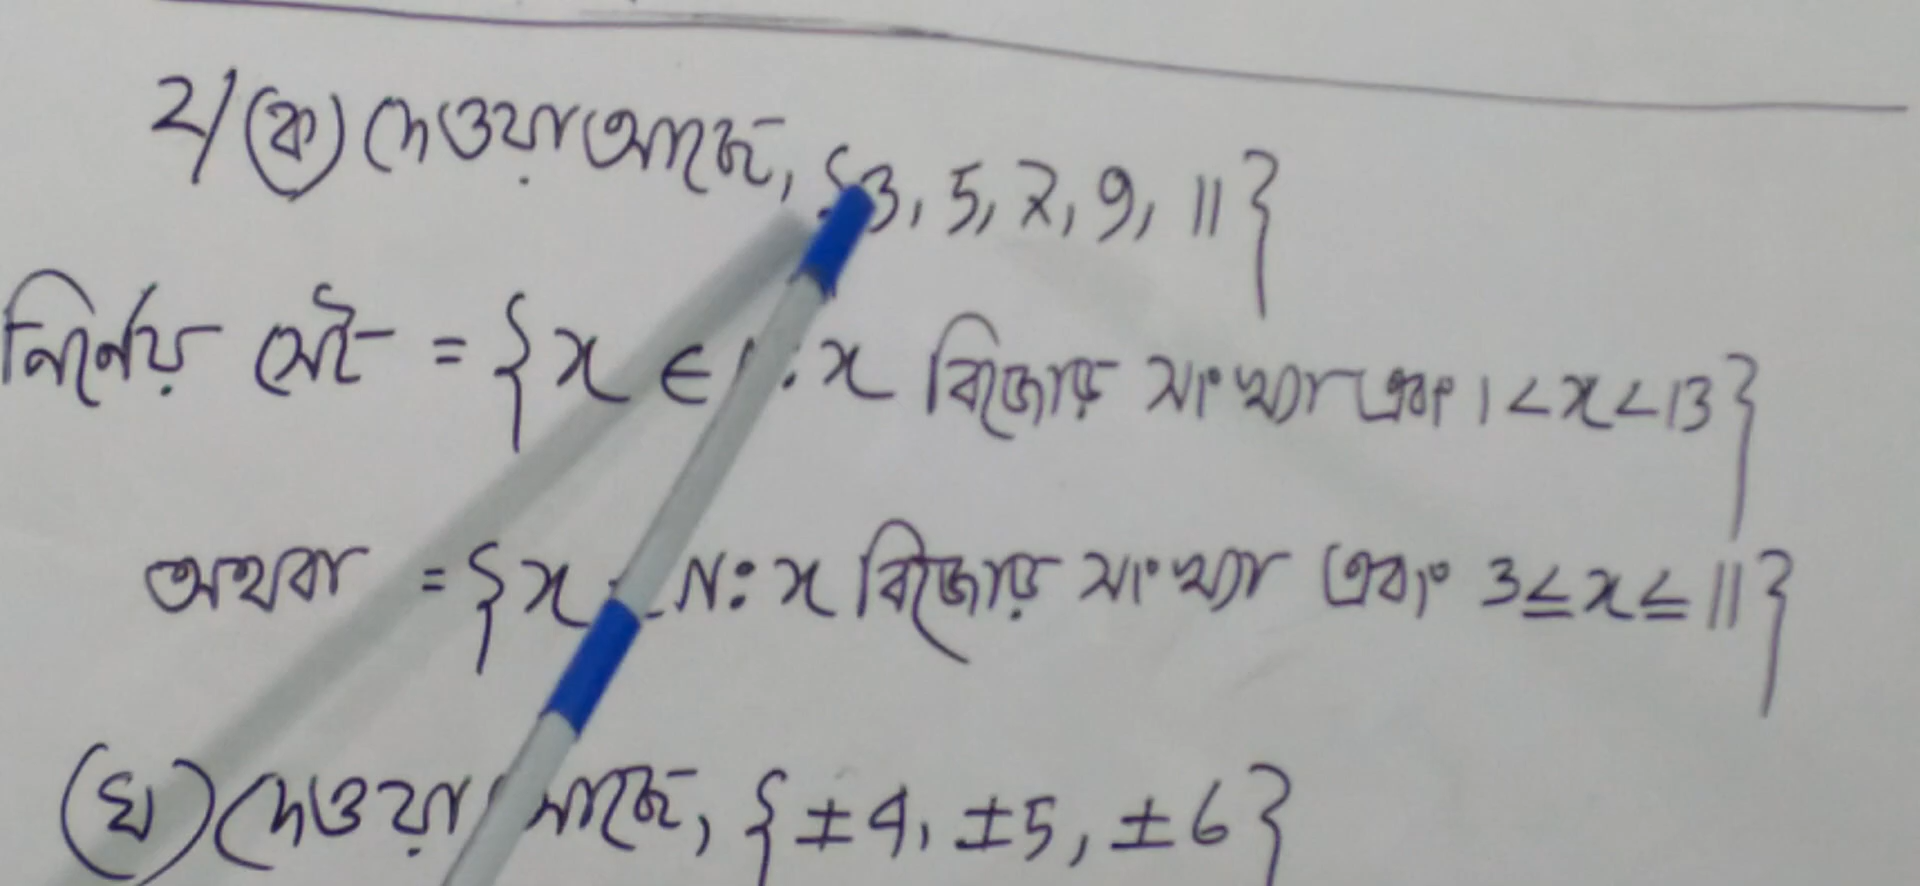 2/ (ক) দেওয়া আছে, {3, 5, 7, 9, 11}
নির্নেয় সেট = {x ∈ : x বিজোড় সংখ্যা এবং 1 < x < 13}
অথবা = {x N: x বিজোড় সংখ্যা এবং 3 ≤ x ≤ 11}
(ঘ) দেওয়া আছে, {±4, ±5, ±6}